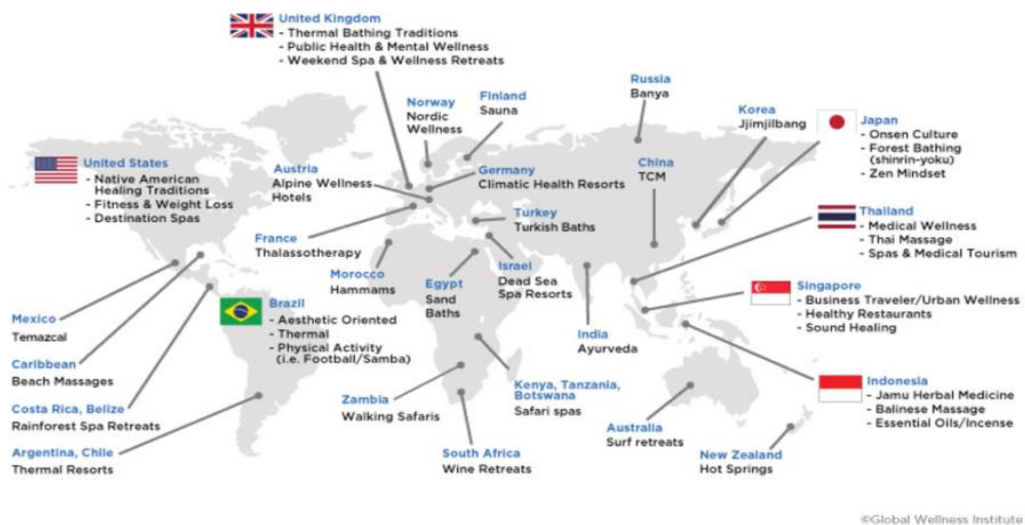 United Kingdom
- Thermal Bathing Traditions
- Public Health & Mental Wellness
- Weekend Spa & Wellness Retreats
Norway
Nordic
Wellness
Finland
Sauna
Russia
Banya
Korea
Jjimjilbang
Japan
- Onsen Culture
- Forest Bathing
(shinrin-yoku)
- Zen Mindset
United States
- Native American
Healing Traditions
- Fitness & Weight Loss
- Destination Spas
Austria
Alpine Wellness
Hotels
Germany
Climatic Health Resorts
China
TCM
France
Thalassotherapy
Turkey
Turkish Baths
Thailand
- Medical Wellness
- Thai Massage
- Spas & Medical Tourism
Morocco
Hammams
Egypt
Sand
Baths
Israel
Dead Sea
Spa Resorts
Singapore
- Business Traveler/Urban Wellness
- Healthy Restaurants
- Sound Healing
Brazil
- Aesthetic Oriented
- Thermal
- Physical Activity
(i.e. Football/Samba)
Mexico
Temazcal
India
Ayurveda
Caribbean
Beach Massages
Kenya, Tanzania,
Botswana
Safari spas
Indonesia
- Jamu Herbal Medicine
- Balinese Massage
- Essential Oils/Incense
Costa Rica, Belize
Rainforest Spa Retreats
Zambia
Walking Safaris
Australia
Surf retreats
Argentina, Chile
Thermal Resorts
South Africa
Wine Retreats
New Zealand
Hot Springs
©Global Wellness Institute